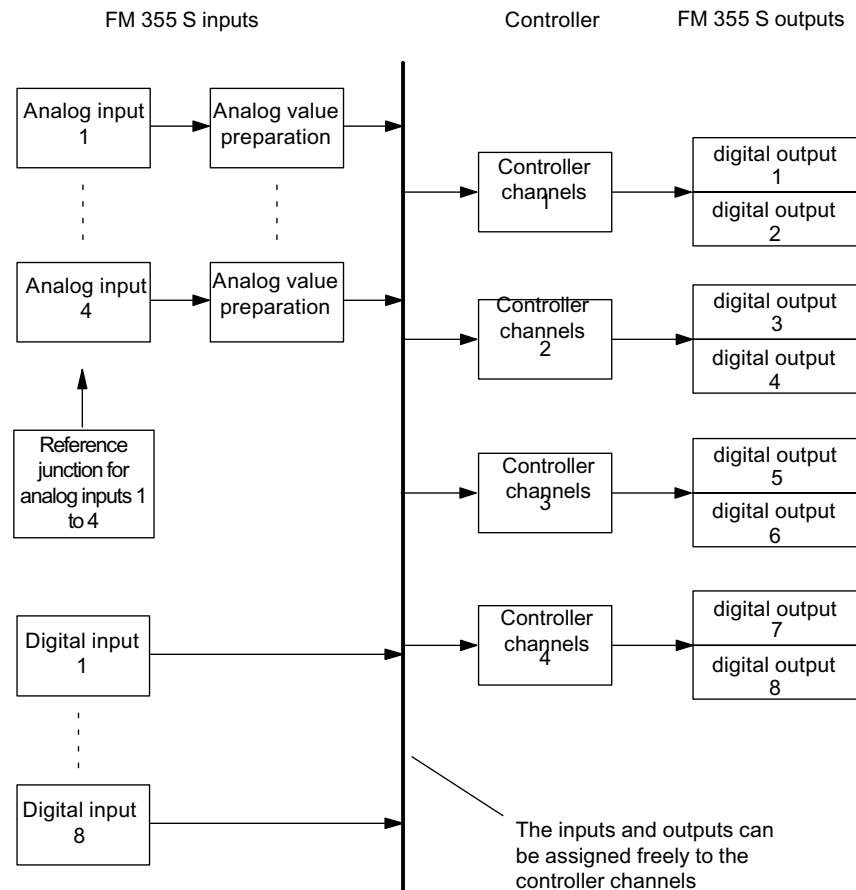 FM 355 S inputs
Controller
FM 355 S outputs
Analog input
1
Analog value
preparation
Analog input
4
Analog value
preparation
Reference
junction for
analog inputs 1
to 4
Digital input
1
Digital input
8
Controller
channels
1
Controller
channels
2
Controller
channels
3
Controller
channels
4
digital output
1
digital output
2
digital output
3
digital output
4
digital output
5
digital output
6
digital output
7
digital output
8
The inputs and outputs can
be assigned freely to the
controller channels